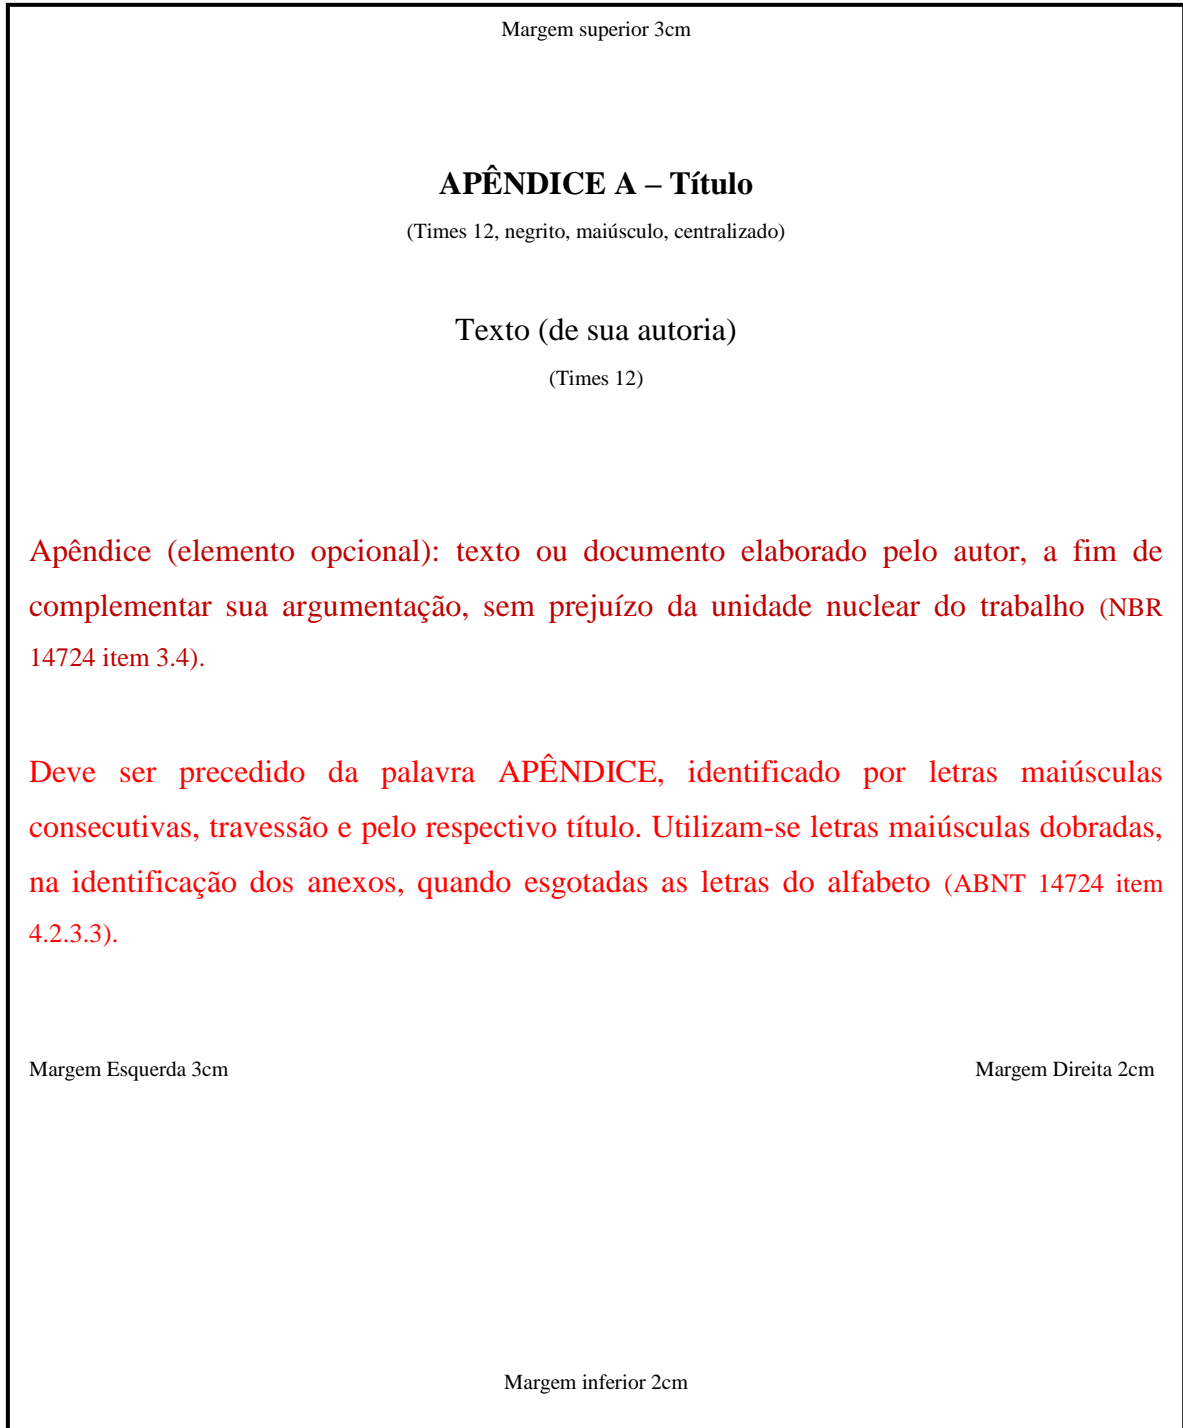 Margem superior 3cm
APÊNDICE A – Título
(Times 12, negrito, maiúsculo, centralizado)
Texto (de sua autoria)
(Times 12)
Apêndice (elemento opcional): texto ou documento elaborado pelo autor, a fim de
complementar sua argumentação, sem prejuízo da unidade nuclear do trabalho (NBR
14724 item 3.4).
Deve ser precedido da palavra APÊNDICE, identificado por letras maiúsculas
consecutivas, travessão e pelo respectivo título. Utilizam-se letras maiúsculas dobradas,
na identificação dos anexos, quando esgotadas as letras do alfabeto (ABNT 14724 item
4.2.3.3).
Margem Esquerda 3cm Margem Direita 2cm
Margem inferior 2cm